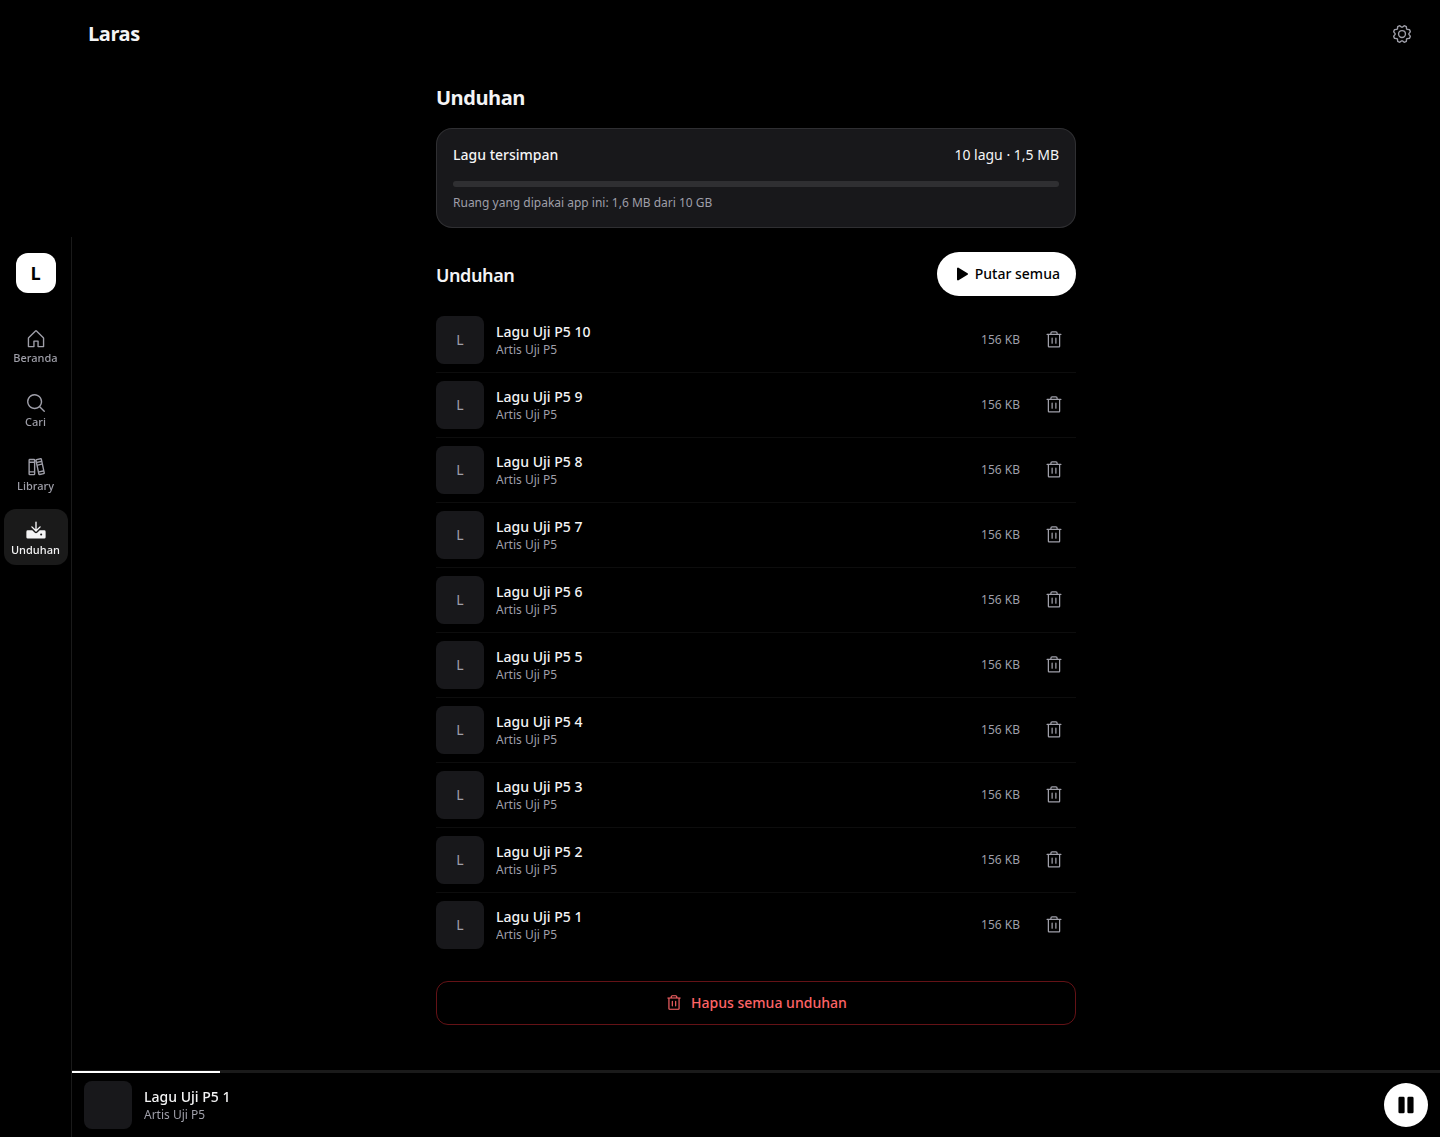 Laras
Unduhan
Lagu tersimpan
10 lagu · 1,5 MB
Ruang yang dipakai app ini: 1,6 MB dari 10 GB
L
Beranda
Cari
Library
Unduhan
Unduhan
Putar semua
L
Lagu Uji P5 10
Artis Uji P5
156 KB
L
Lagu Uji P5 9
Artis Uji P5
156 KB
L
Lagu Uji P5 8
Artis Uji P5
156 KB
L
Lagu Uji P5 7
Artis Uji P5
156 KB
L
Lagu Uji P5 6
Artis Uji P5
156 KB
L
Lagu Uji P5 5
Artis Uji P5
156 KB
L
Lagu Uji P5 4
Artis Uji P5
156 KB
L
Lagu Uji P5 3
Artis Uji P5
156 KB
L
Lagu Uji P5 2
Artis Uji P5
156 KB
L
Lagu Uji P5 1
Artis Uji P5
156 KB
Hapus semua unduhan
Lagu Uji P5 1
Artis Uji P5